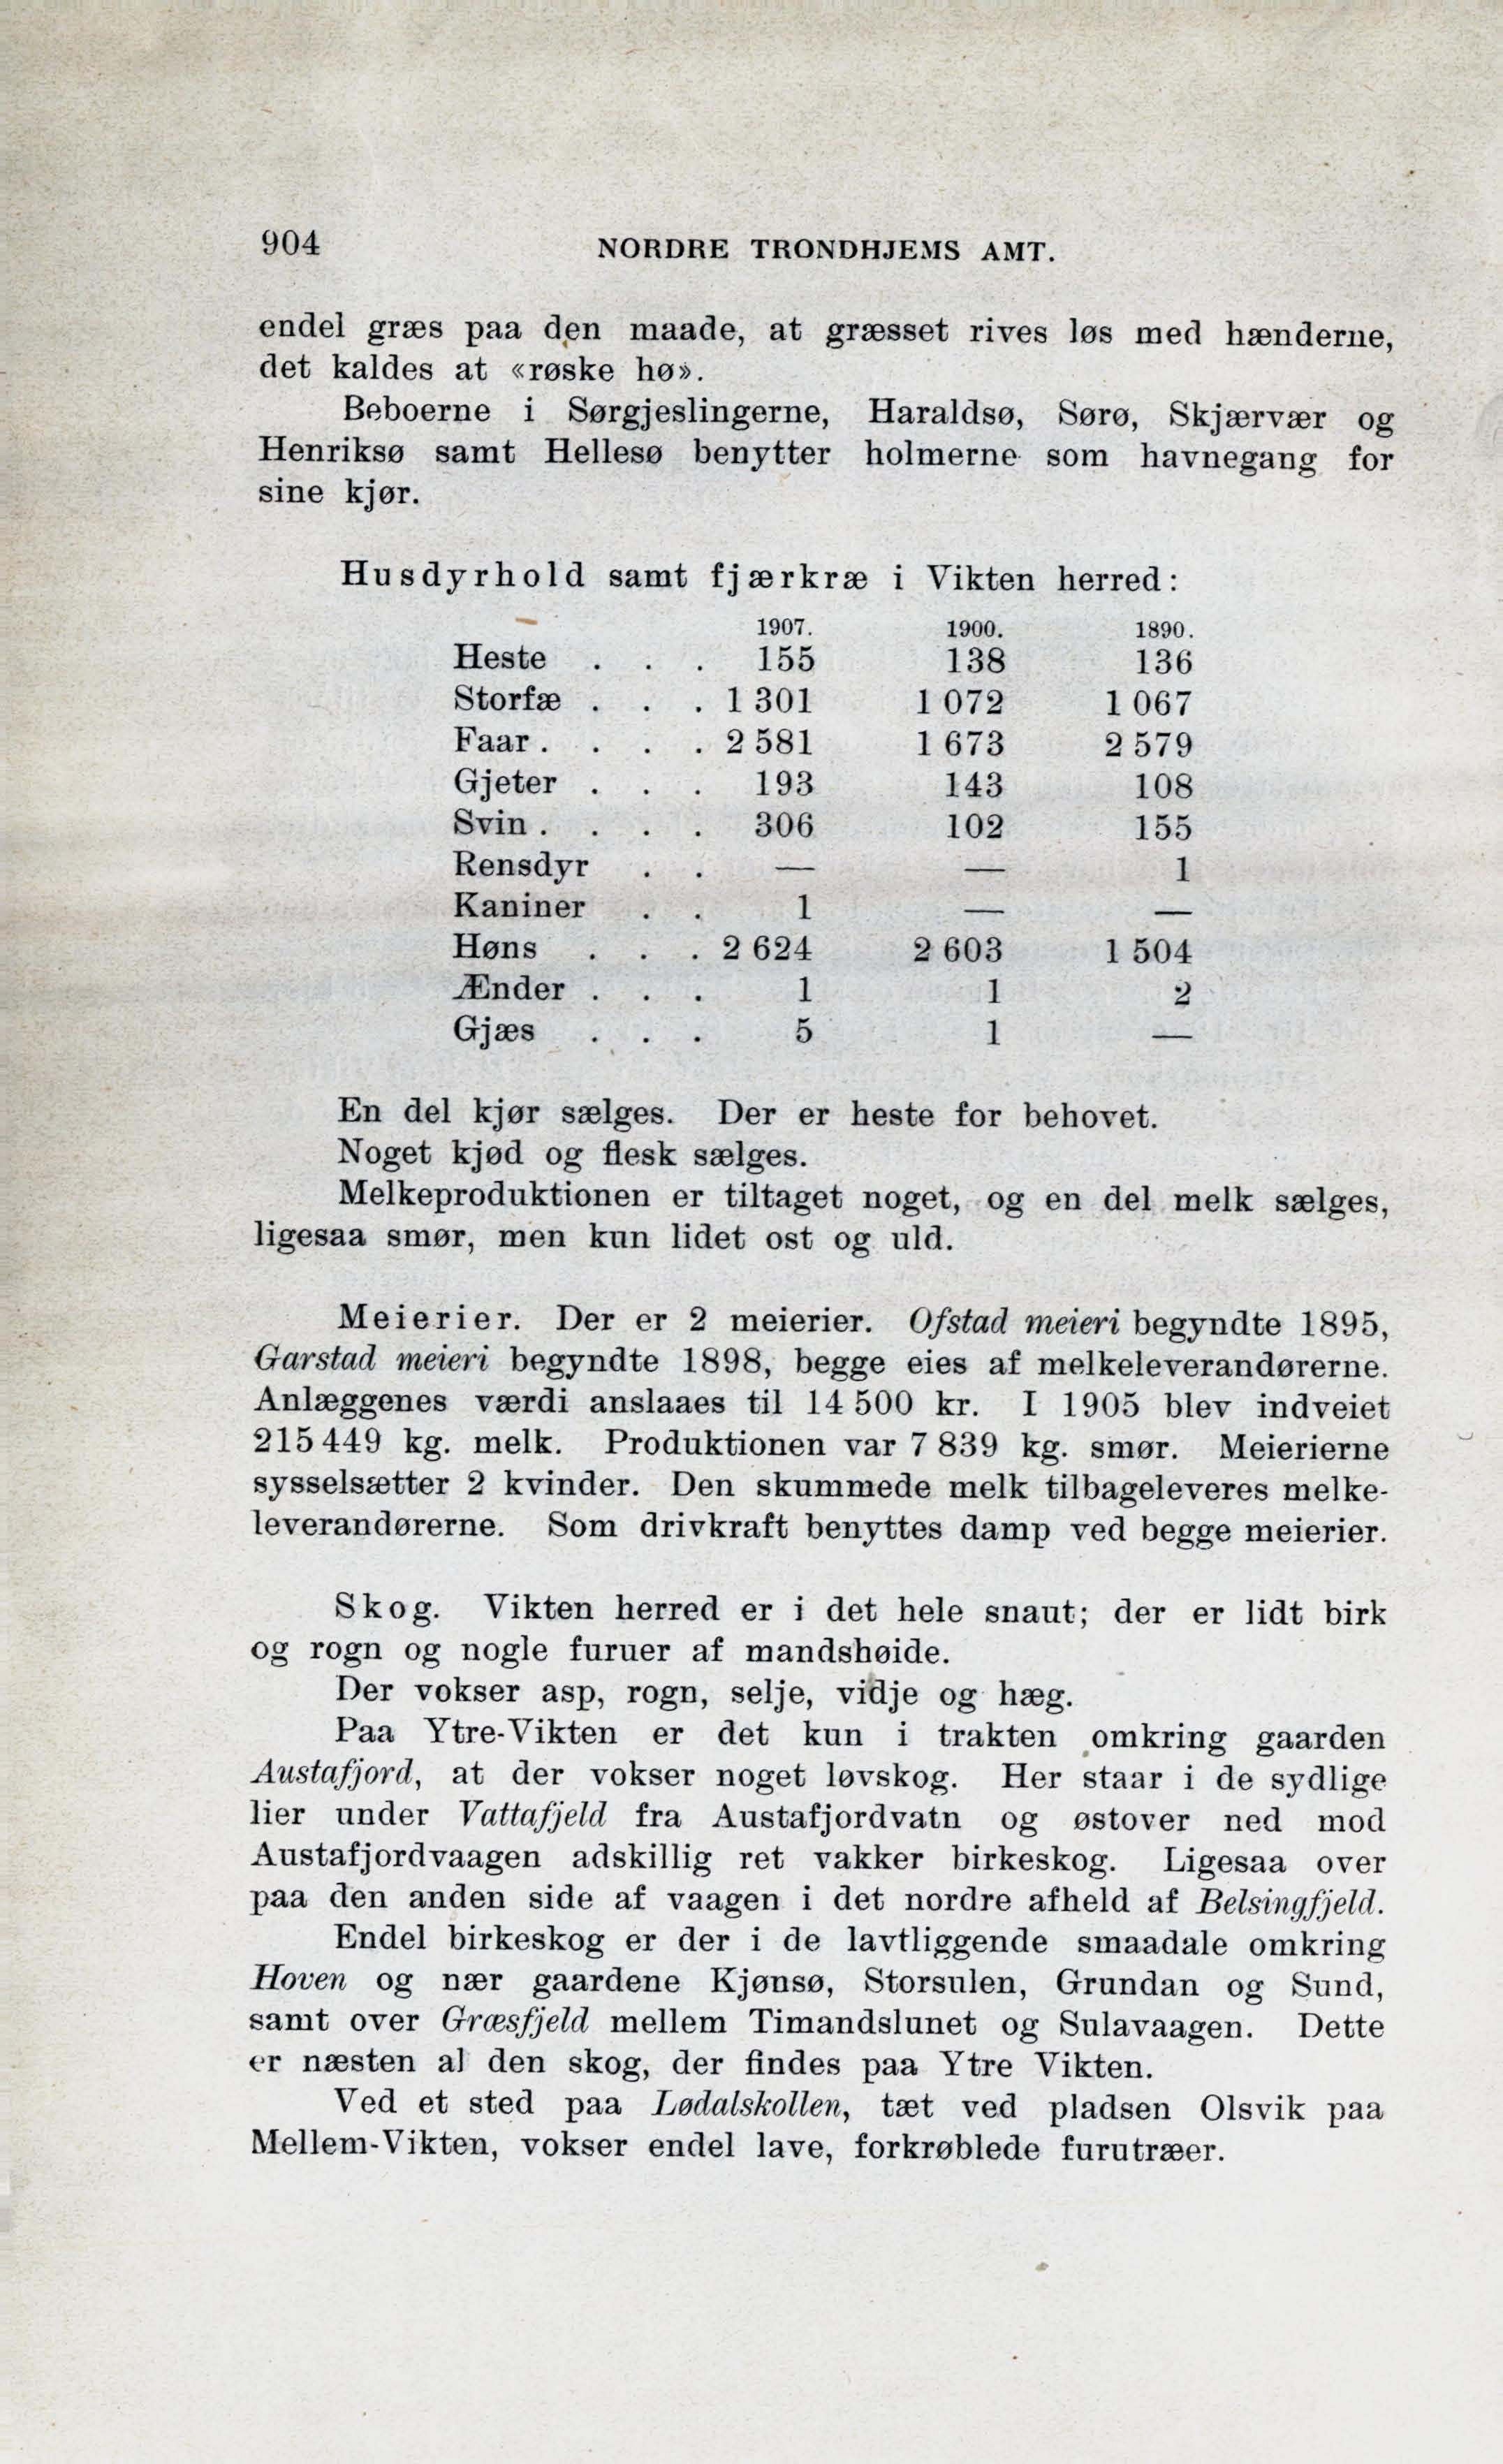 904
NORDRE TRONDHJEMS AMT.
endel græs paa den maade, at græsset rives løs med hænderne,
det kaldes at «røske hø».
Beboerne i Sørgjeslingerne, Haraldsø, Sørø, Skjærvær og
Henriksø samt Hellesø benytter holmerne som havnegang for
sine kjør.
Husdyrhold samt fjærkræ i Vikten herred:
1907. 1900. 1890.
Heste . . . 155 138 136
Storfæ . . . 1 301 1 072 1 067
Faar . . . . 2 581 1 673 2 579
Gjeter . . . 193 143 108
Svin . . . . 306 102 155
Rensdyr . . — — 1
Kaniner . . 1 — —
Høns . . . 2 624 2 603 1 504
Ænder . . . 1 1 2
Gjæs . . . 5 1 —
En del kjør sælges. Der er heste for behovet.
Noget kjød og flesk sælges.
Melkeproduktionen er tiltaget noget, og en del melk sælges,
ligesaa smør, men kun lidet ost og uld.
Meierier. Der er 2 meierier. Ofstad meieri begyndte 1895,
Garstad meieri begyndte 1898, begge eies af melkeleverandørerne.
Anlæggenes værdi anslaaes til 14 500 kr. I 1905 blev indveiet
215 449 kg. melk. Produktionen var 7 839 kg. smør. Meierierne
sysselsætter 2 kvinder. Den skummede melk tilbageleveres melke-
leverandørerne. Som drivkraft benyttes damp ved begge meierier.
Skog. Vikten herred er i det hele snaut; der er lidt birk
og rogn og nogle furuer af mandshøide.
Der vokser asp, rogn, selje, vidje og hæg.
Paa Ytre-Vikten er det kun i trakten omkring gaarden
Austafjord, at der vokser noget løvskog. Her staar i de sydlige
lier under Vattafjeld fra Austafjordvatn og østover ned mod
Austafjordvaagen adskillig ret vakker birkeskog. Ligesaa over
paa den anden side af vaagen i det nordre afheld af Belsingfjeld.
Endel birkeskog er der i de lavtliggende smaadale omkring
Hoven og nær gaardene Kjønsø, Storsulen, Grundan og Sund,
samt over Græsfjeld mellem Timandslunet og Sulavaagen. Dette
er næsten al den skog, der findes paa Ytre Vikten.
Ved et sted paa Lødalskollen, tæt ved pladsen Olsvik paa
Mellem-Vikten, vokser endel lave, forkrøblede furutræer.